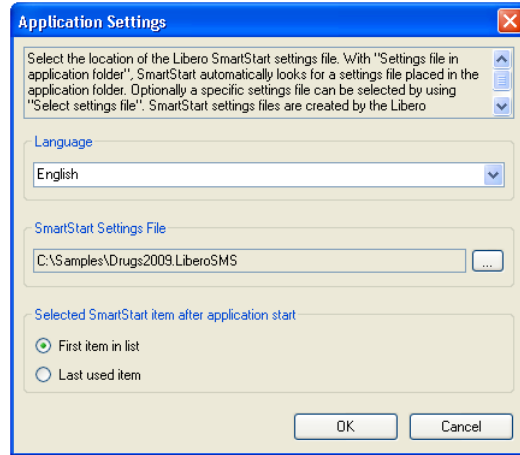 Application Settings
Select the location of the Libero SmartStart settings file. With "Settings file in
application folder", SmartStart automatically looks for a settings file placed in the
application folder. Optionally a specific settings file can be selected by using
"Select settings file". SmartStart settings files are created by the Libero
Language
English
SmartStart Settings File
C:\Samples\Drugs2009.LiberoSMS
...
Selected SmartStart item after application start
First item in list
Last used item
OK
Cancel